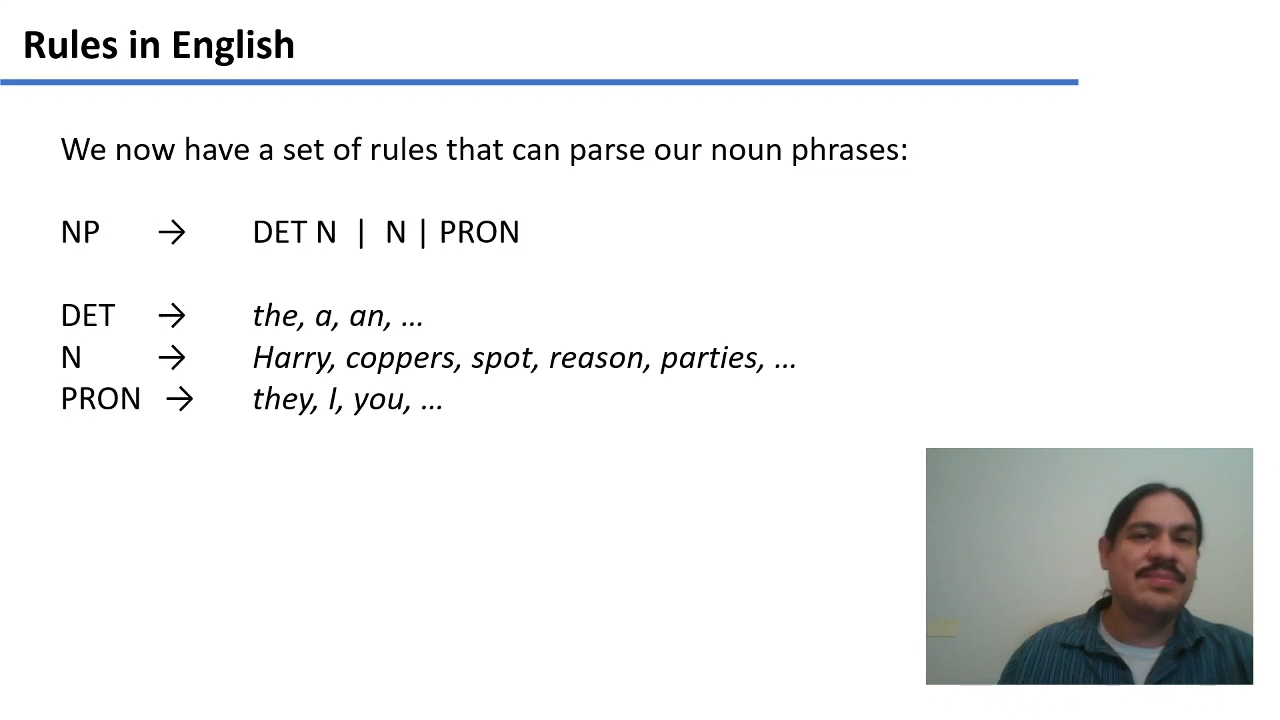 Rules in English
We now have a set of rules that can parse our noun phrases:
NP → DET N | N | PRON
DET → the, a, an, …
N → Harry, coppers, spot, reason, parties, …
PRON → they, I, you, …